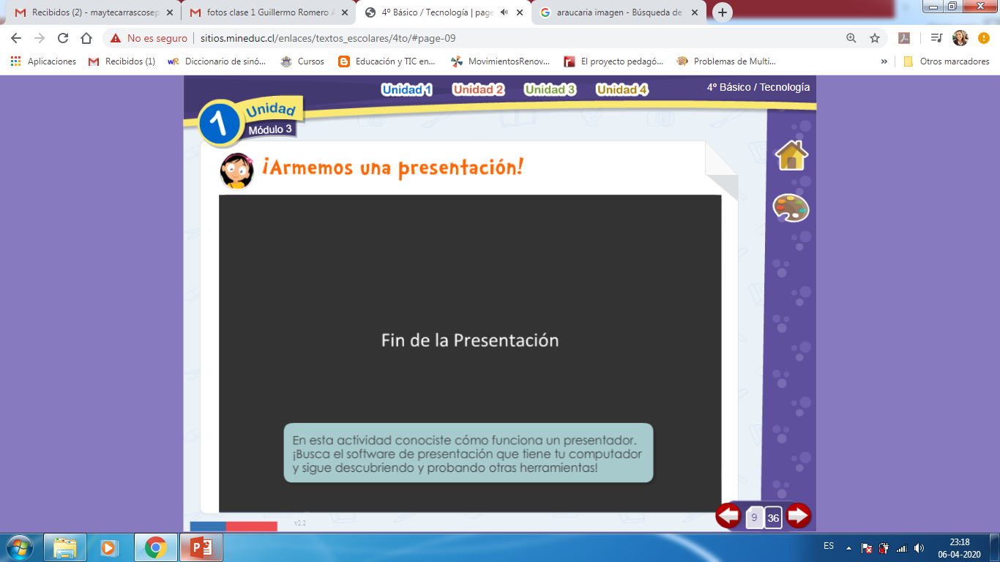 Recibidos (2) - maytecarrascosep
fotos clase 1 Guillermo Romero A
4º Básico / Tecnología | page
araucaria imagen - Búsqueda de
No es seguro
sitios.mineduc.cl/enlaces/textos_escolares/4to/#page-09
Aplicaciones
Recibidos (1)
wR Diccionario de sinó...
Cursos
Educación y TIC en...
MovimientosRenov...
El proyecto pedagó...
Problemas de Multi...
»
Otros marcadores
Unidad 1
Unidad 2
Unidad 3
Unidad 4
4º Básico / Tecnología
1
Unidad
Módulo 3
¡Armemos una presentación!
Fin de la Presentación
En esta actividad conociste cómo funciona un presentador.
¡Busca el software de presentación que tiene tu computador
y sigue descubriendo y probando otras herramientas!
9
36
v2.2
ES
23:18
06-04-2020